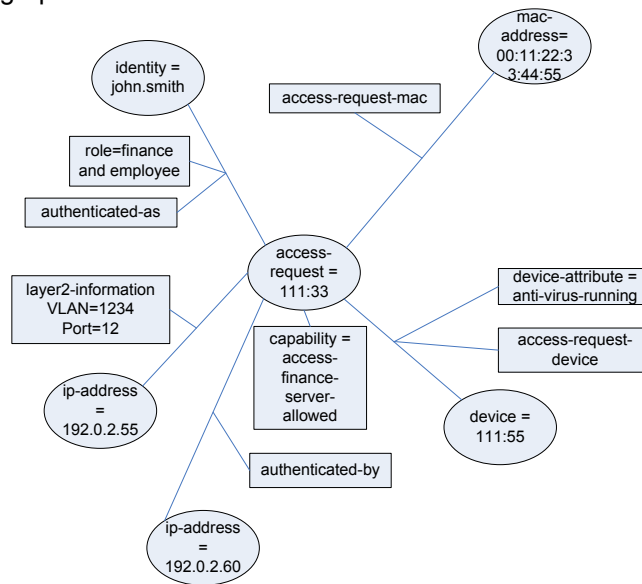 mac-
address=
00:11:22:3
3:44:55
identity =
john.smith
access-request-mac
role=finance
and employee
authenticated-as
access-
request =
111:33
layer2-information
VLAN=1234
Port=12
device-attribute =
anti-virus-running
access-request-
device
capability =
access-
finance-
server-
allowed
ip-address
=
192.0.2.55
device =
111:55
authenticated-by
ip-address
=
192.0.2.60